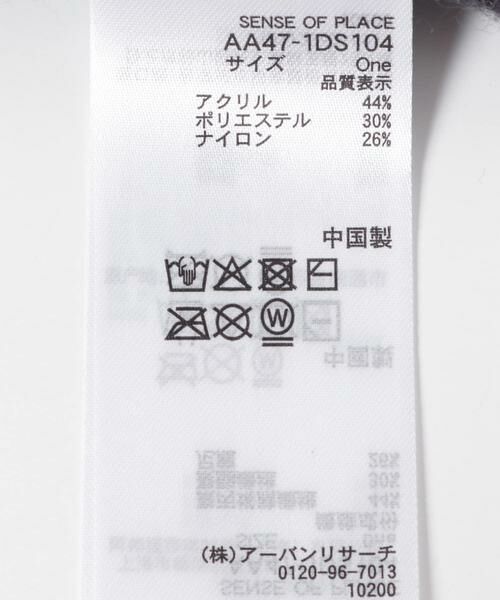 SENSE OF PLACE
AA47-1DS104
サイズ One
品質表示
アクリル 44%
ポリエステル 30%
ナイロン 26%
中国製
W
(株)アーバンリサーチ
0120-96-7013
10200